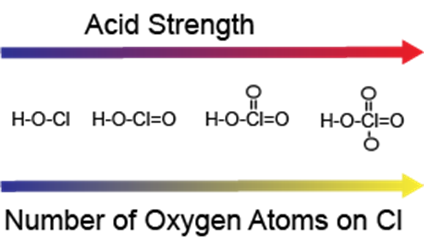 Acid Strength
O
O
H-O-Cl H-O-Cl=O H-O-Cl=O H-O-Cl=O
O
Number of Oxygen Atoms on Cl